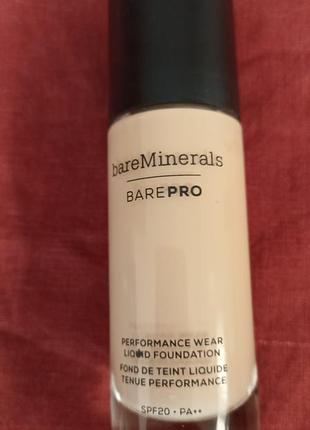 bareMinerals
BAREPRO
PERFORMANCE WEAR
LIQUID FOUNDATION
FOND DE TEINT LIQUIDE
TENUE PERFORMANCE
SPF20 • PA++